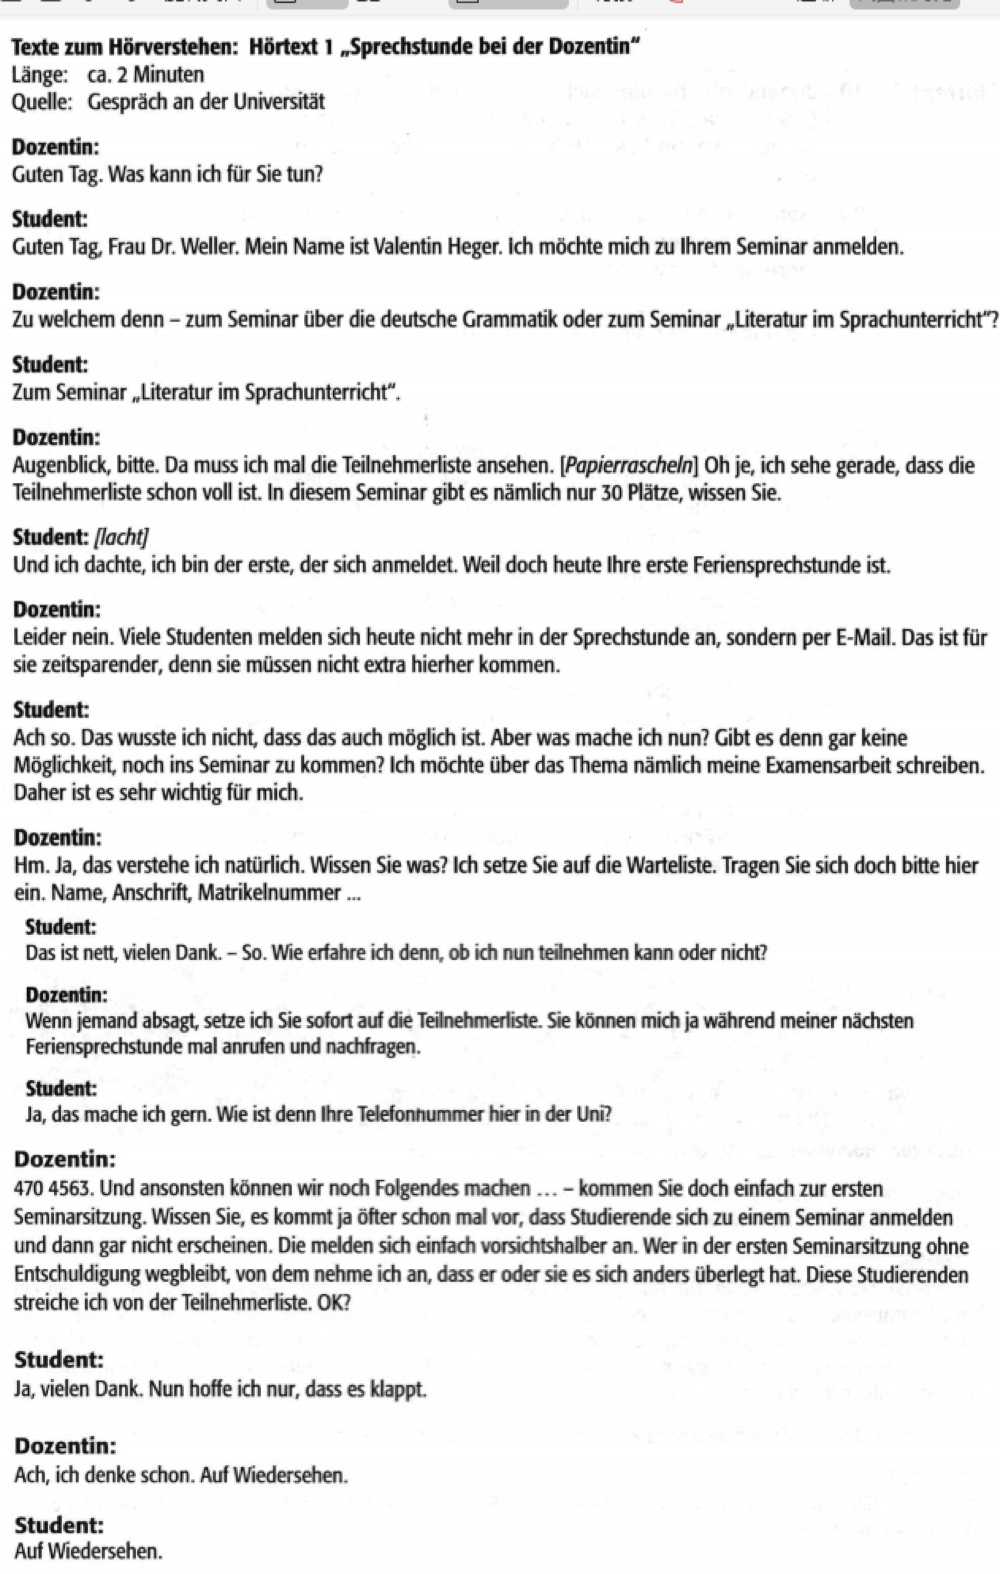 Texte zum Hörverstehen: Hörtext 1 „Sprechstunde bei der Dozentin“
Länge: ca. 2 Minuten
Quelle: Gespräch an der Universität
Dozentin:
Guten Tag. Was kann ich für Sie tun?
Student:
Guten Tag, Frau Dr. Weller. Mein Name ist Valentin Heger. Ich möchte mich zu Ihrem Seminar anmelden.
Dozentin:
Zu welchem denn – zum Seminar über die deutsche Grammatik oder zum Seminar „Literatur im Sprachunterricht“?
Student:
Zum Seminar „Literatur im Sprachunterricht“.
Dozentin:
Augenblick, bitte. Da muss ich mal die Teilnehmerliste ansehen. [Papierrascheln] Oh je, ich sehe gerade, dass die
Teilnehmerliste schon voll ist. In diesem Seminar gibt es nämlich nur 30 Plätze, wissen Sie.
Student: [lacht]
Und ich dachte, ich bin der erste, der sich anmeldet. Weil doch heute Ihre erste Feriensprechstunde ist.
Dozentin:
Leider nein. Viele Studenten melden sich heute nicht mehr in der Sprechstunde an, sondern per E-Mail. Das ist für
sie zeitsparender, denn sie müssen nicht extra hierher kommen.
Student:
Ach so. Das wusste ich nicht, dass das auch möglich ist. Aber was mache ich nun? Gibt es denn gar keine
Möglichkeit, noch ins Seminar zu kommen? Ich möchte über das Thema nämlich meine Examensarbeit schreiben.
Daher ist es sehr wichtig für mich.
Dozentin:
Hm. Ja, das verstehe ich natürlich. Wissen Sie was? Ich setze Sie auf die Warteliste. Tragen Sie sich doch bitte hier
ein. Name, Anschrift, Matrikelnummer ...
Student:
Das ist nett, vielen Dank. – So. Wie erfahre ich denn, ob ich nun teilnehmen kann oder nicht?
Dozentin:
Wenn jemand absagt, setze ich Sie sofort auf die Teilnehmerliste. Sie können mich ja während meiner nächsten
Feriensprechstunde mal anrufen und nachfragen.
Student:
Ja, das mache ich gern. Wie ist denn Ihre Telefonnummer hier in der Uni?
Dozentin:
470 4563. Und ansonsten können wir noch Folgendes machen ... – kommen Sie doch einfach zur ersten
Seminarsitzung. Wissen Sie, es kommt ja öfter schon mal vor, dass Studierende sich zu einem Seminar anmelden
und dann gar nicht erscheinen. Die melden sich einfach vorsichtshalber an. Wer in der ersten Seminarsitzung ohne
Entschuldigung wegbleibt, von dem nehme ich an, dass er oder sie es sich anders überlegt hat. Diese Studierenden
streiche ich von der Teilnehmerliste. OK?
Student:
Ja, vielen Dank. Nun hoffe ich nur, dass es klappt.
Dozentin:
Ach, ich denke schon. Auf Wiedersehen.
Student:
Auf Wiedersehen.